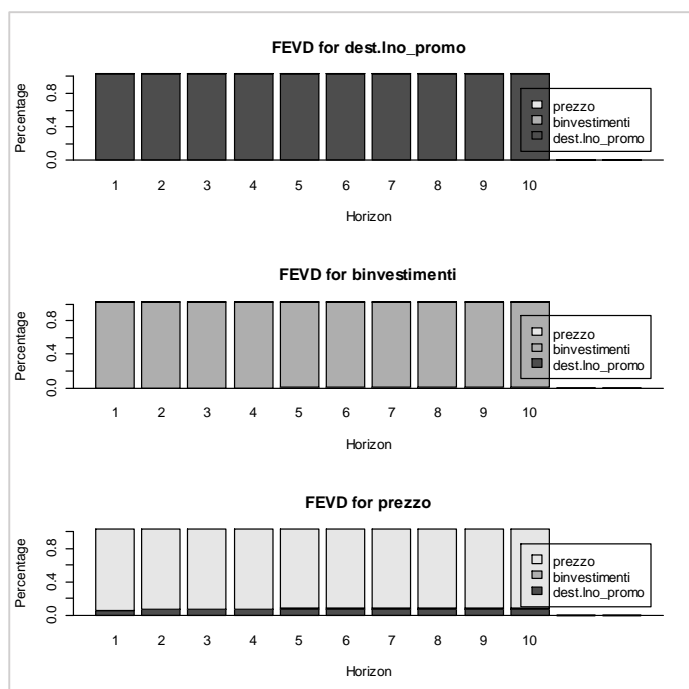 FEVD for dest.lno_promo
Percentage
0.0 0.4 0.8
prezzo
binvestimenti
dest.lno_promo
1 2 3 4 5 6 7 8 9 10
Horizon
FEVD for binvestimenti
Percentage
0.0 0.4 0.8
prezzo
binvestimenti
dest.lno_promo
1 2 3 4 5 6 7 8 9 10
Horizon
FEVD for prezzo
Percentage
0.0 0.4 0.8
prezzo
binvestimenti
dest.lno_promo
1 2 3 4 5 6 7 8 9 10
Horizon